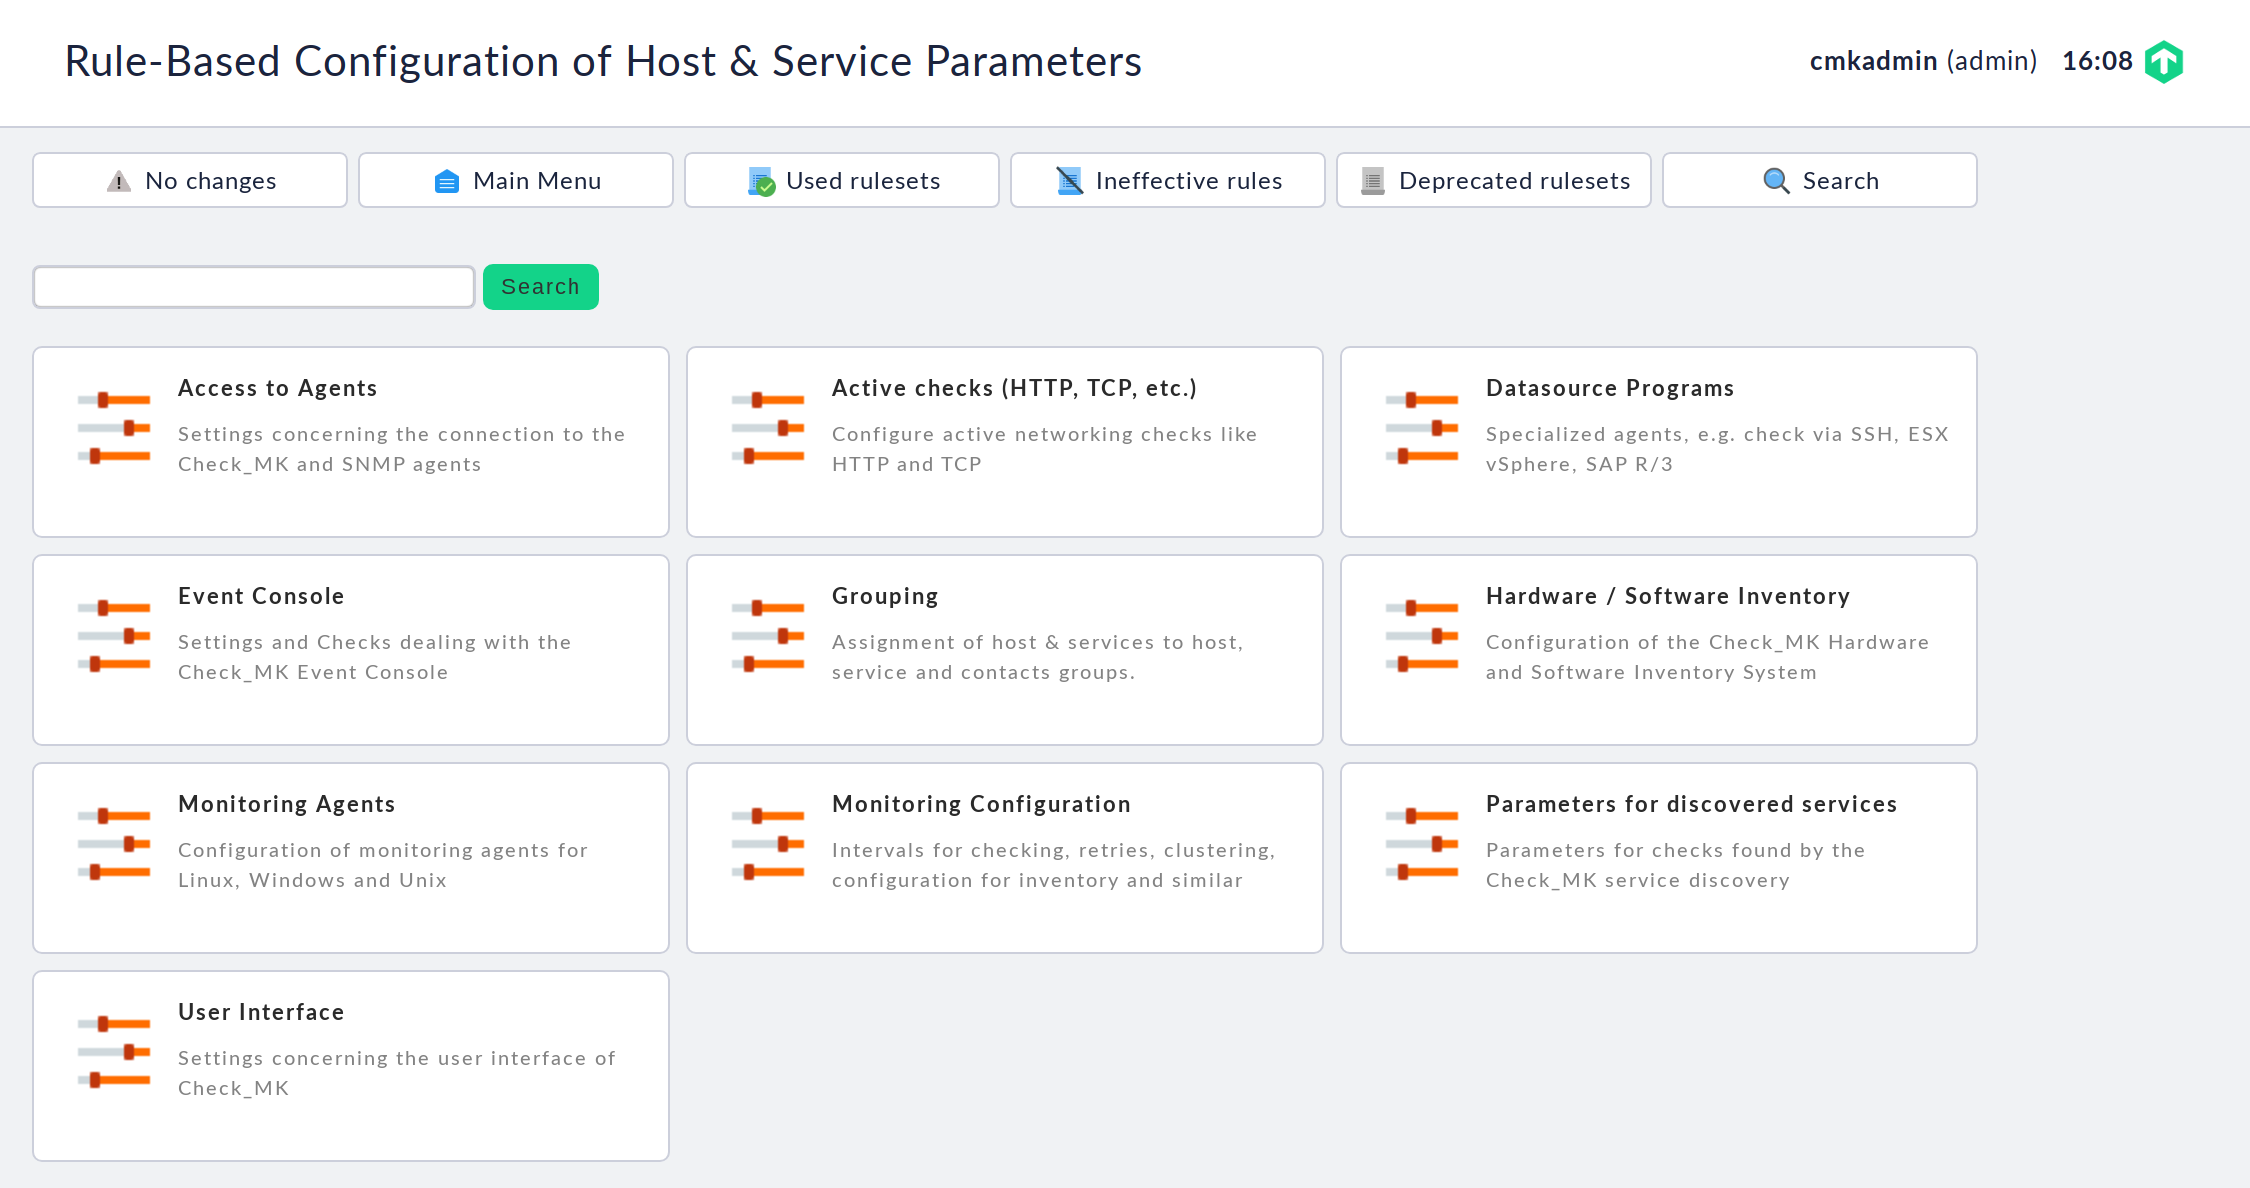 Rule-Based Configuration of Host & Service Parameters
cmkadmin (admin) 16:08
No changes
Main Menu
Used rulesets
Ineffective rules
Deprecated rulesets
Search
Search
Access to Agents
Settings concerning the connection to the
Check_MK and SNMP agents
Active checks (HTTP, TCP, etc.)
Configure active networking checks like
HTTP and TCP
Datasource Programs
Specialized agents, e.g. check via SSH, ESX
vSphere, SAP R/3
Event Console
Settings and Checks dealing with the
Check_MK Event Console
Grouping
Assignment of host & services to host,
service and contacts groups.
Hardware / Software Inventory
Configuration of the Check_MK Hardware
and Software Inventory System
Monitoring Agents
Configuration of monitoring agents for
Linux, Windows and Unix
Monitoring Configuration
Intervals for checking, retries, clustering,
configuration for inventory and similar
Parameters for discovered services
Parameters for checks found by the
Check_MK service discovery
User Interface
Settings concerning the user interface of
Check_MK